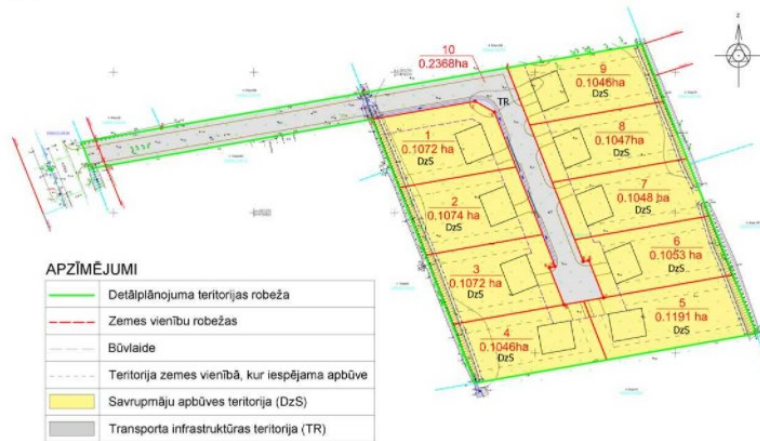 Z
10
0.2368ha
TR
9
0.1046ha
DzS
1
0.1072 ha
DzS
8
0.1047ha
DzS
2
0.1074 ha
DzS
7
0.1048 ha
DzS
3
0.1072 ha
DzS
6
0.1053 ha
DzS
4
0.1046ha
DzS
5
0.1191 ha
DzS
APZĪMĒJUMI
Detālplānojuma teritorijas robeža
Zemes vienību robežas
Būvlaide
Teritorija zemes vienībā, kur iespējama apbūve
Savrupmāju apbūves teritorija (DzS)
Transporta infrastruktūras teritorija (TR)